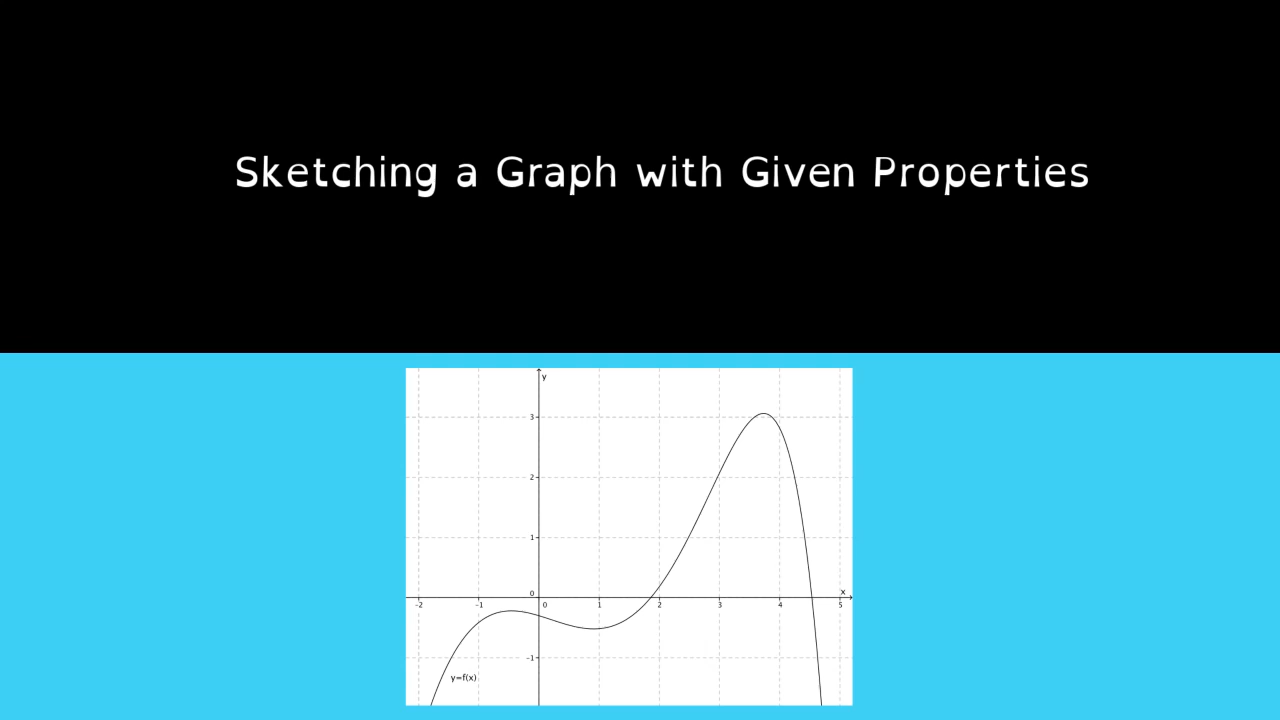 Sketching a Graph with Given Properties
y
3
2
1
0
x
-2 -1 0 1 2 3 4 5
-1
y=f(x)